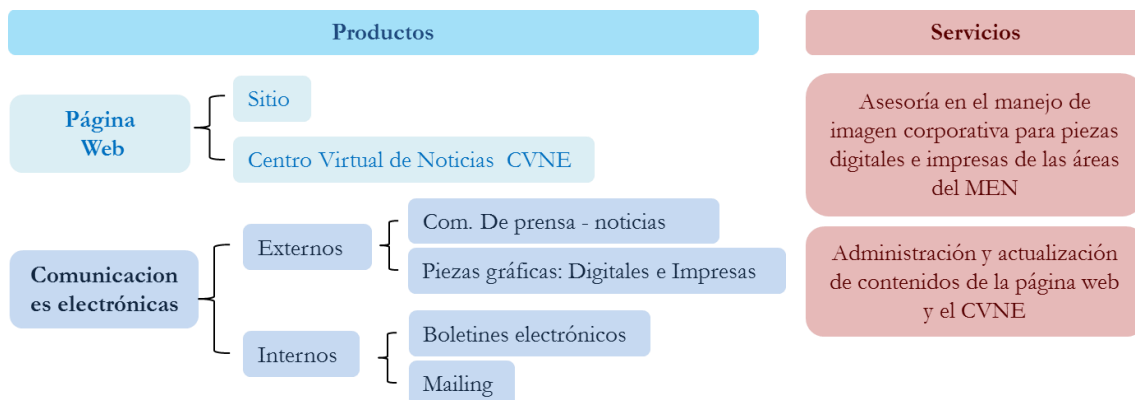 Productos
Servicios
Página
Web
Sitio
Centro Virtual de Noticias CVNE
Comunicacion
es electrónicas
Externos
Com. De prensa - noticias
Piezas gráficas: Digitales e Impresas
Internos
Boletines electrónicos
Mailing
Asesoría en el manejo de
imagen corporativa para piezas
digitales e impresas de las áreas
del MEN
Administración y actualización
de contenidos de la página web
y el CVNE